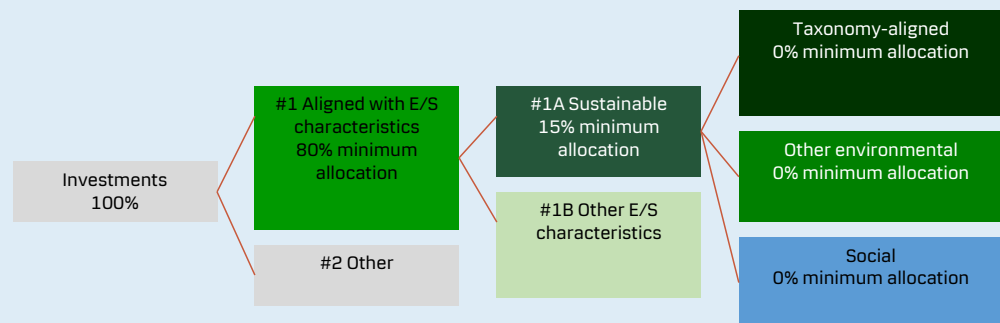 Investments
100%
#1 Aligned with E/S
characteristics
80% minimum
allocation
#2 Other
#1A Sustainable
15% minimum
allocation
#1B Other E/S
characteristics
Taxonomy-aligned
0% minimum allocation
Other environmental
0% minimum allocation
Social
0% minimum allocation